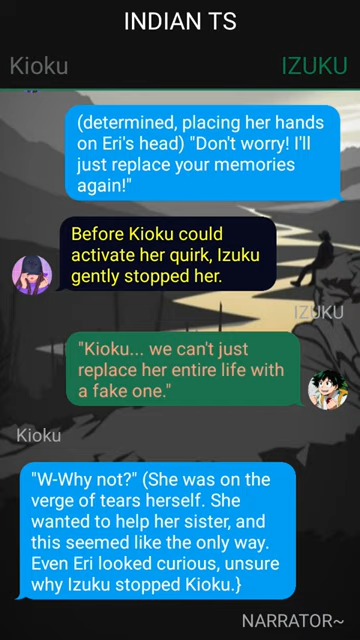 INDIAN TS
Kioku
IZUKU
(determined, placing her hands
on Eri's head) "Don't worry! I'll
just replace your memories
again!"
Before Kioku could
activate her quirk, Izuku
gently stopped her.
IZUKU
"Kioku... we can't just
replace her entire life with
a fake one."
Kioku
"W-Why not?" (She was on the
verge of tears herself. She
wanted to help her sister, and
this seemed like the only way.
Even Eri looked curious, unsure
why Izuku stopped Kioku.}
NARRATOR~